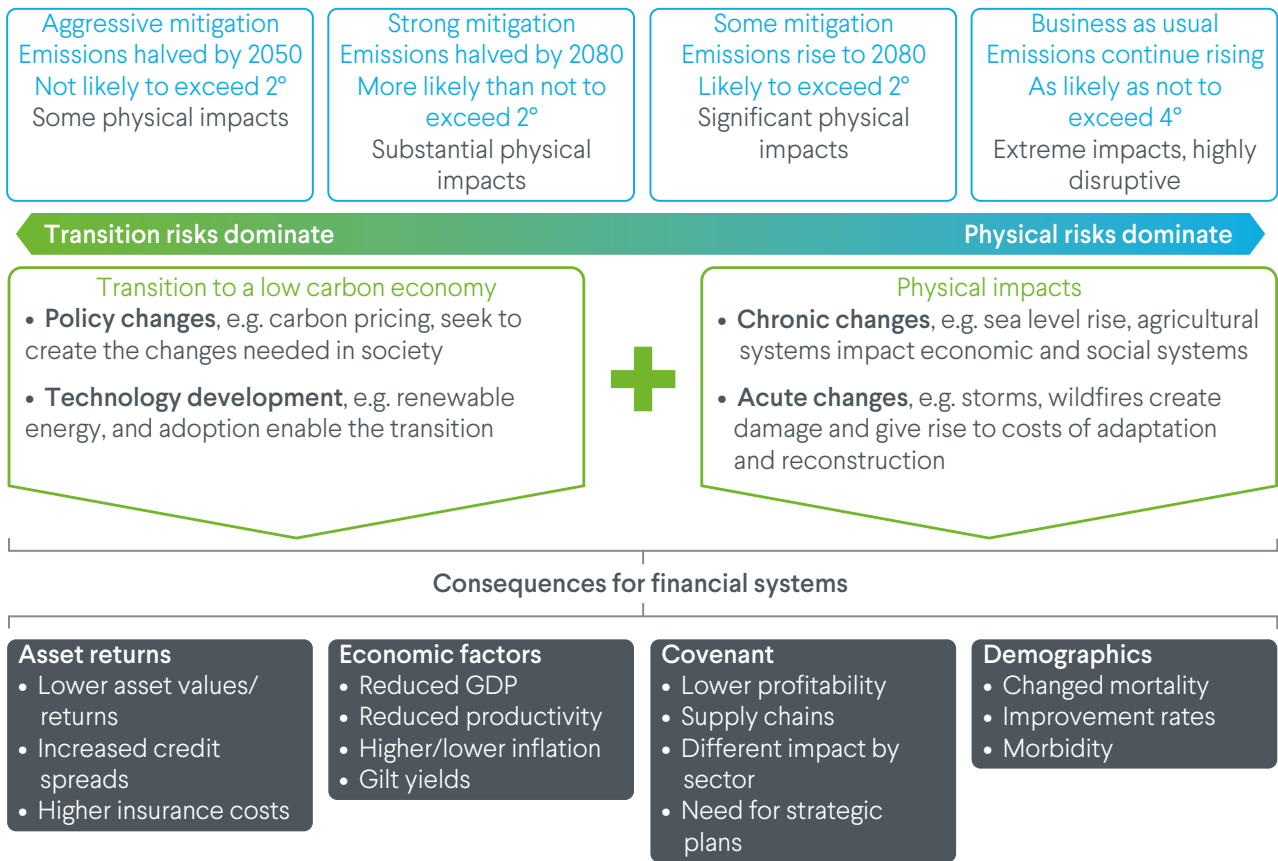 Aggressive mitigation
Emissions halved by 2050
Not likely to exceed 2°
Some physical impacts
Strong mitigation
Emissions halved by 2080
More likely than not to
exceed 2°
Substantial physical
impacts
Some mitigation
Emissions rise to 2080
Likely to exceed 2°
Significant physical
impacts
Business as usual
Emissions continue rising
As likely as not to
exceed 4°
Extreme impacts, highly
disruptive
Transition risks dominate
Physical risks dominate
Transition to a low carbon economy
• Policy changes, e.g. carbon pricing, seek to
create the changes needed in society
• Technology development, e.g. renewable
energy, and adoption enable the transition
Physical impacts
• Chronic changes, e.g. sea level rise, agricultural
systems impact economic and social systems
• Acute changes, e.g. storms, wildfires create
damage and give rise to costs of adaptation
and reconstruction
Consequences for financial systems
Asset returns
• Lower asset values/
returns
• Increased credit
spreads
• Higher insurance costs
Economic factors
• Reduced GDP
• Reduced productivity
• Higher/lower inflation
• Gilt yields
Covenant
• Lower profitability
• Supply chains
• Different impact by
sector
• Need for strategic
plans
Demographics
• Changed mortality
• Improvement rates
• Morbidity